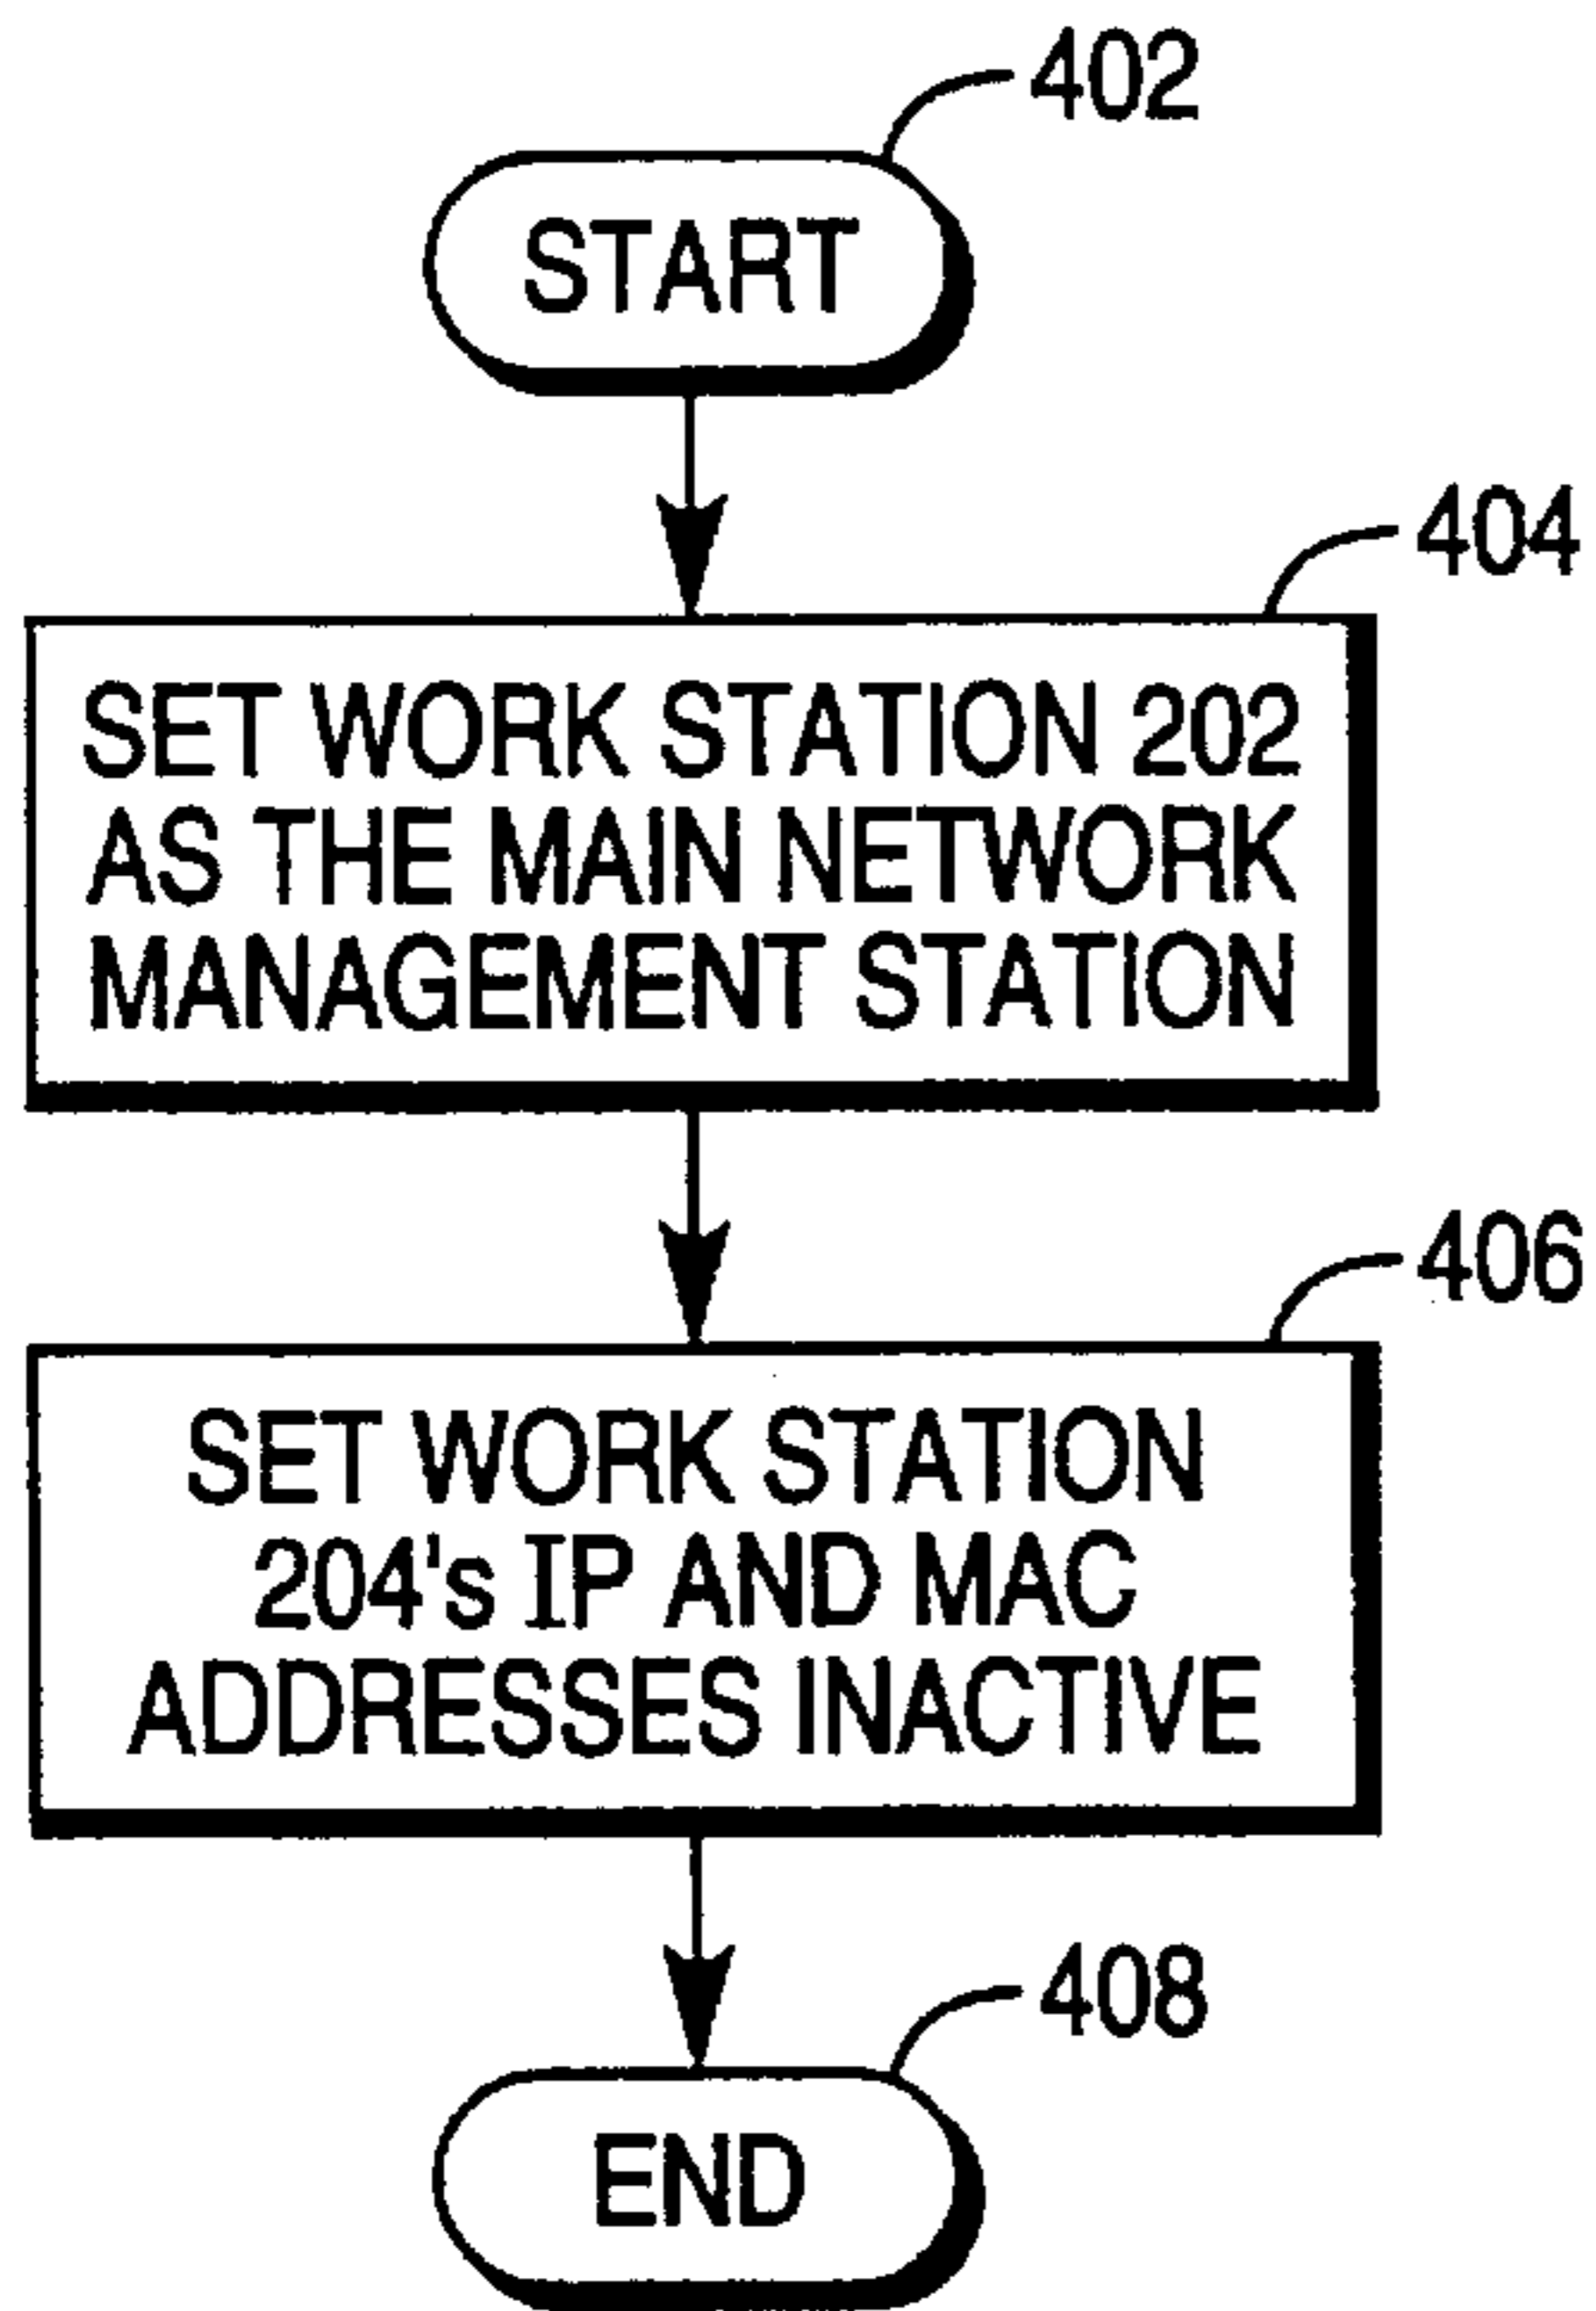 402
START
404
SET WORK STATION 202
AS THE MAIN NETWORK
MANAGEMENT STATION
406
SET WORK STATION
204's IP AND MAC
ADDRESSES INACTIVE
408
END